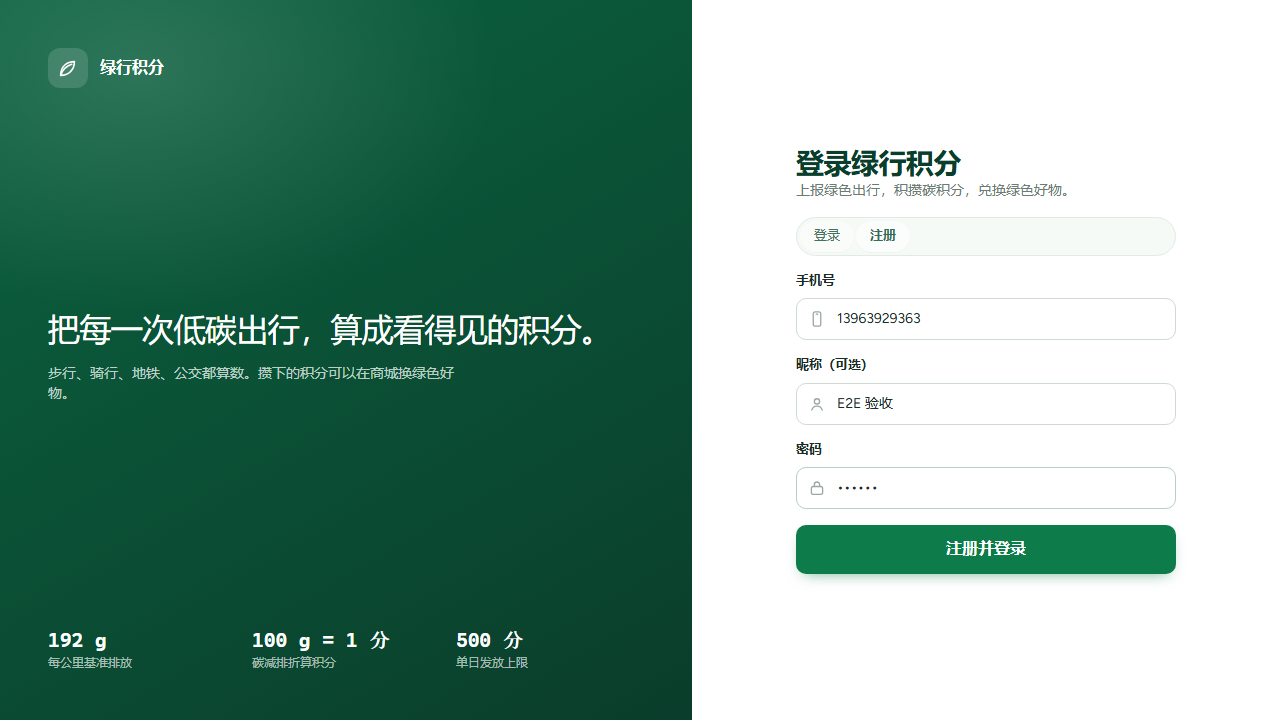 绿行积分
把每一次低碳出行，算成看得见的积分。
步行、骑行、地铁、公交都算数。攒下的积分可以在商城换绿色好
物。
192 g
每公里基准排放
100 g = 1 分
碳减排折算积分
500 分
单日发放上限
登录绿行积分
上报绿色出行，积攒碳积分，兑换绿色好物。
登录 注册
手机号
13963929363
昵称（可选）
E2E 验收
密码
••••••
注册并登录